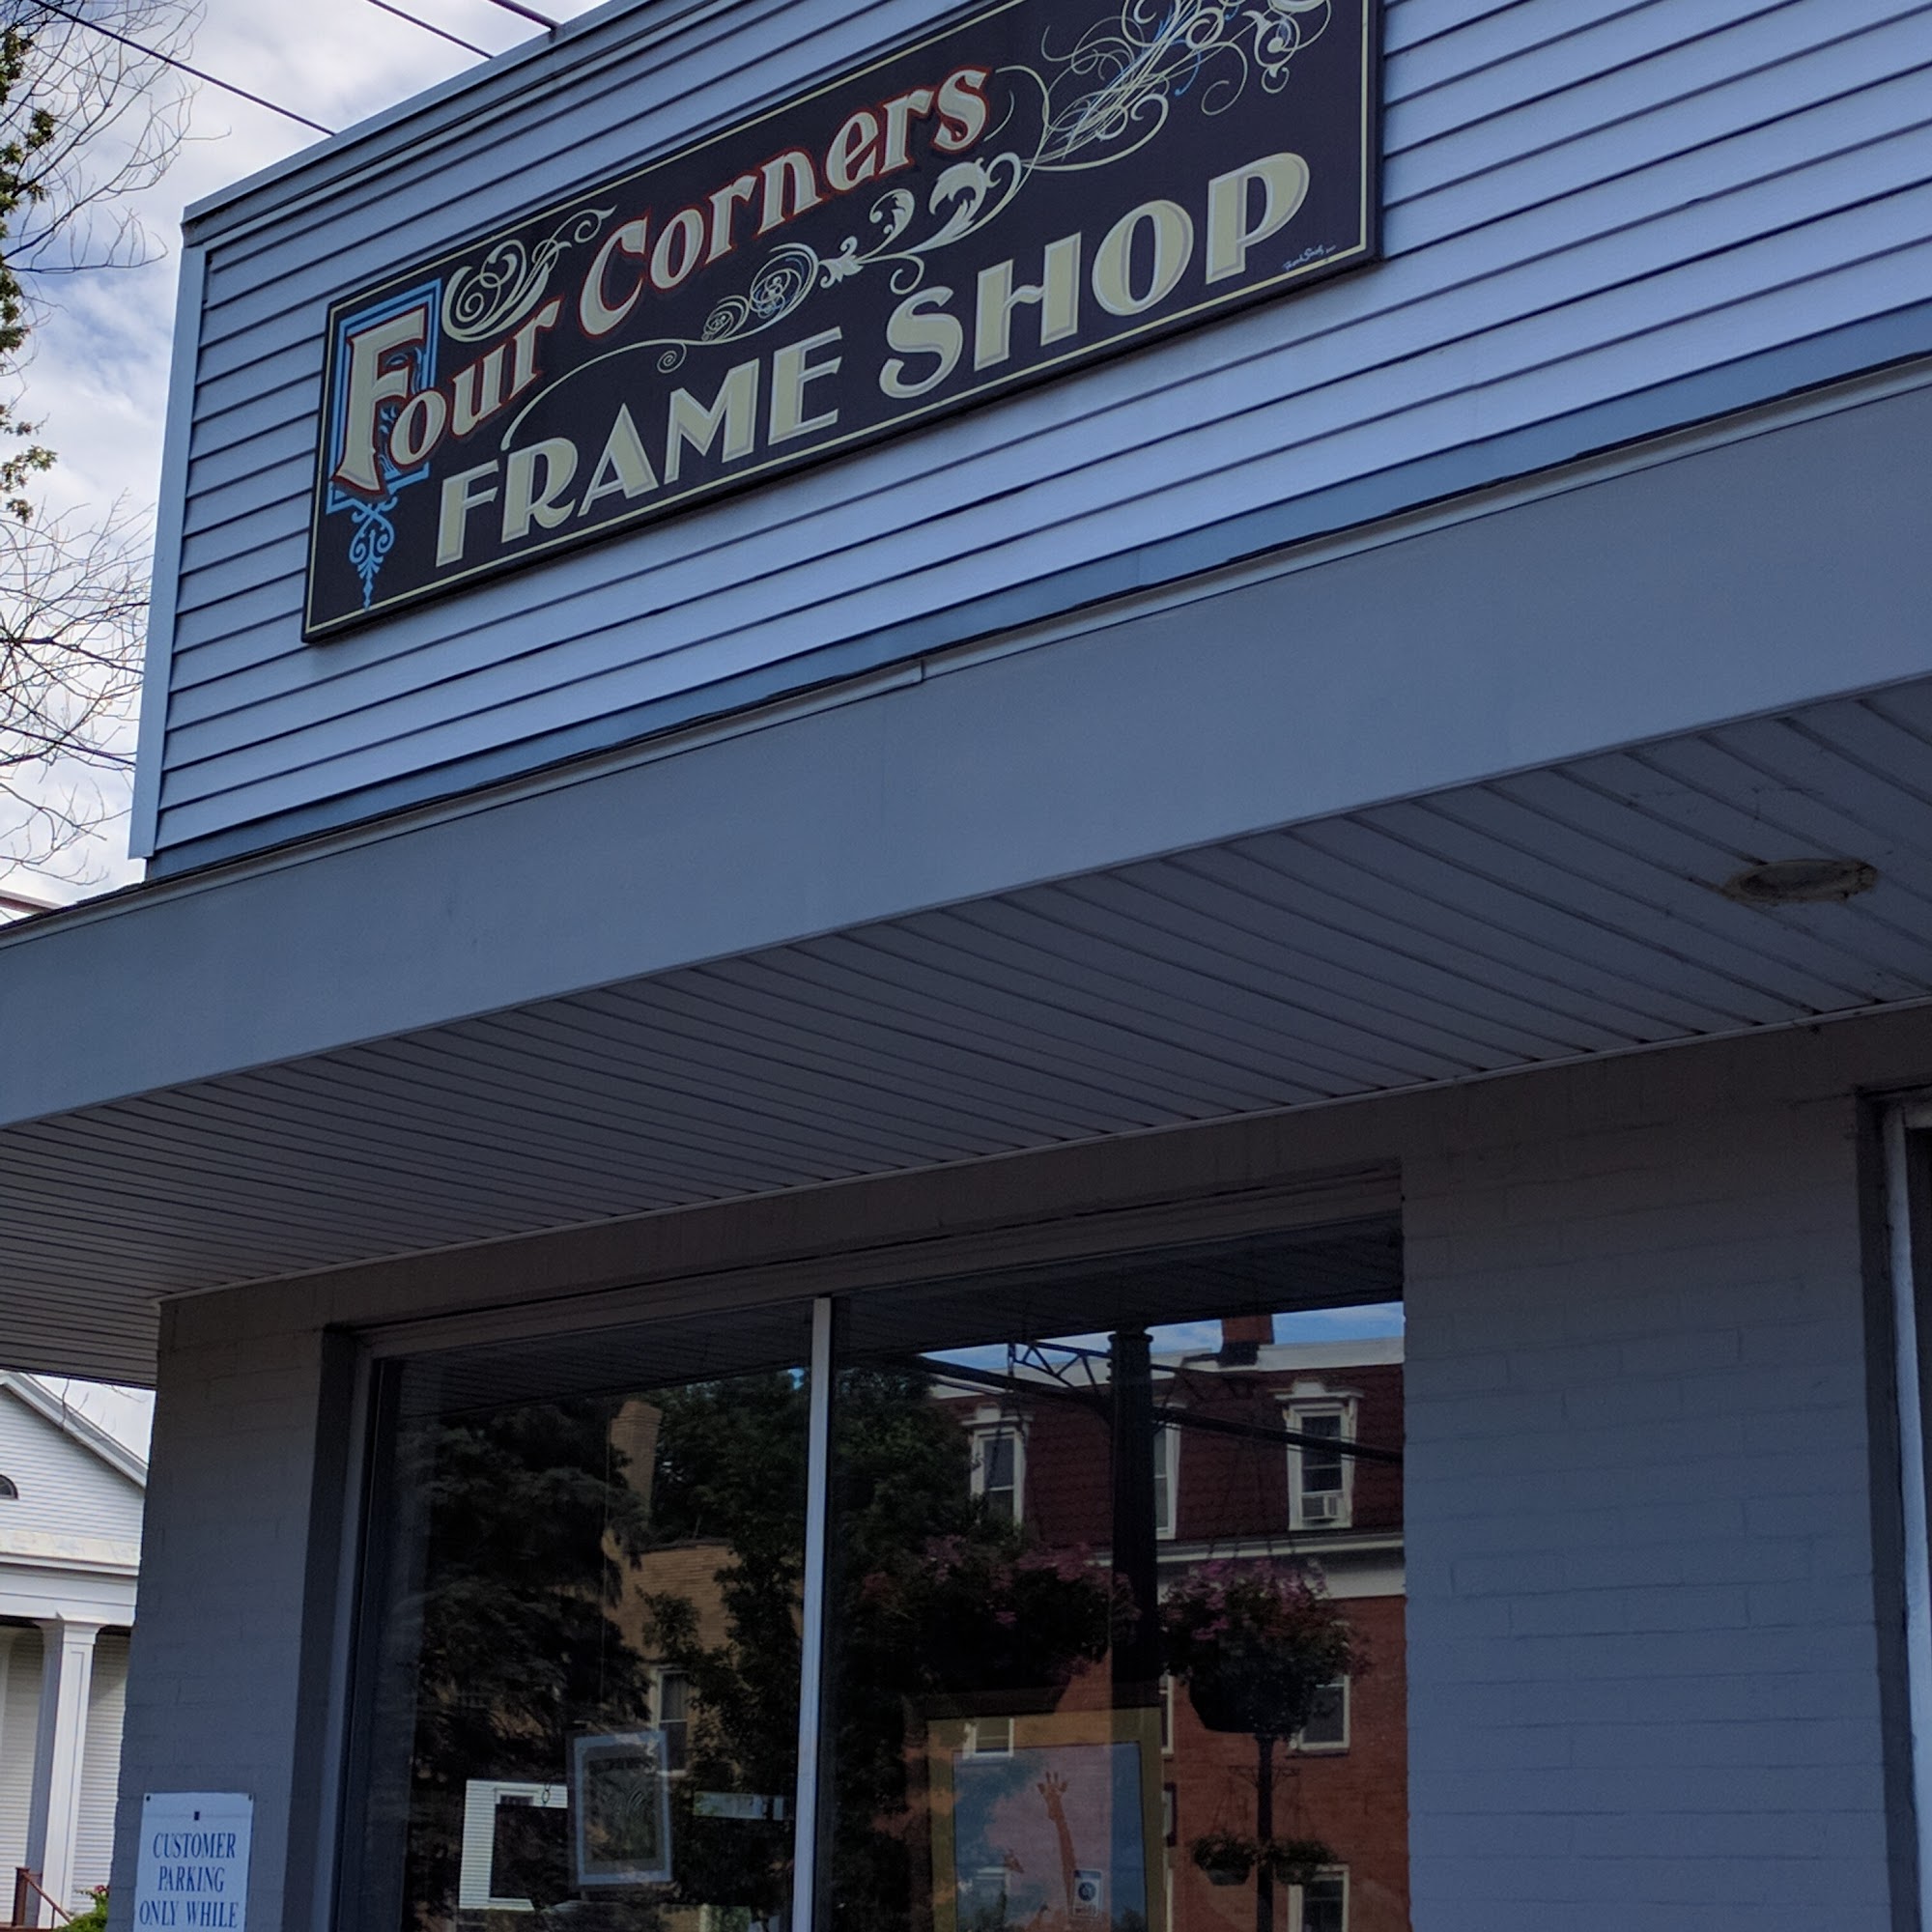 Four Corners
FRAME SHOP
CUSTOMER
PARKING
ONLY WHILE